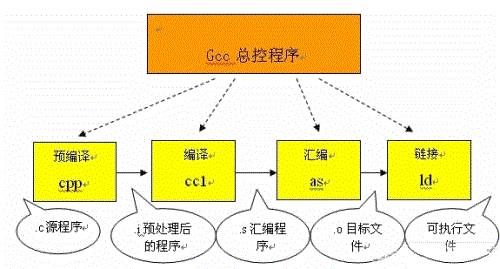 Gcc 总控程序
预编译
cpp
编译
cc1
汇编
as
链接
ld
.c源程序
.i预处理后
的程序
.s 汇编程
序
.o 目标文
件
可执行文
件